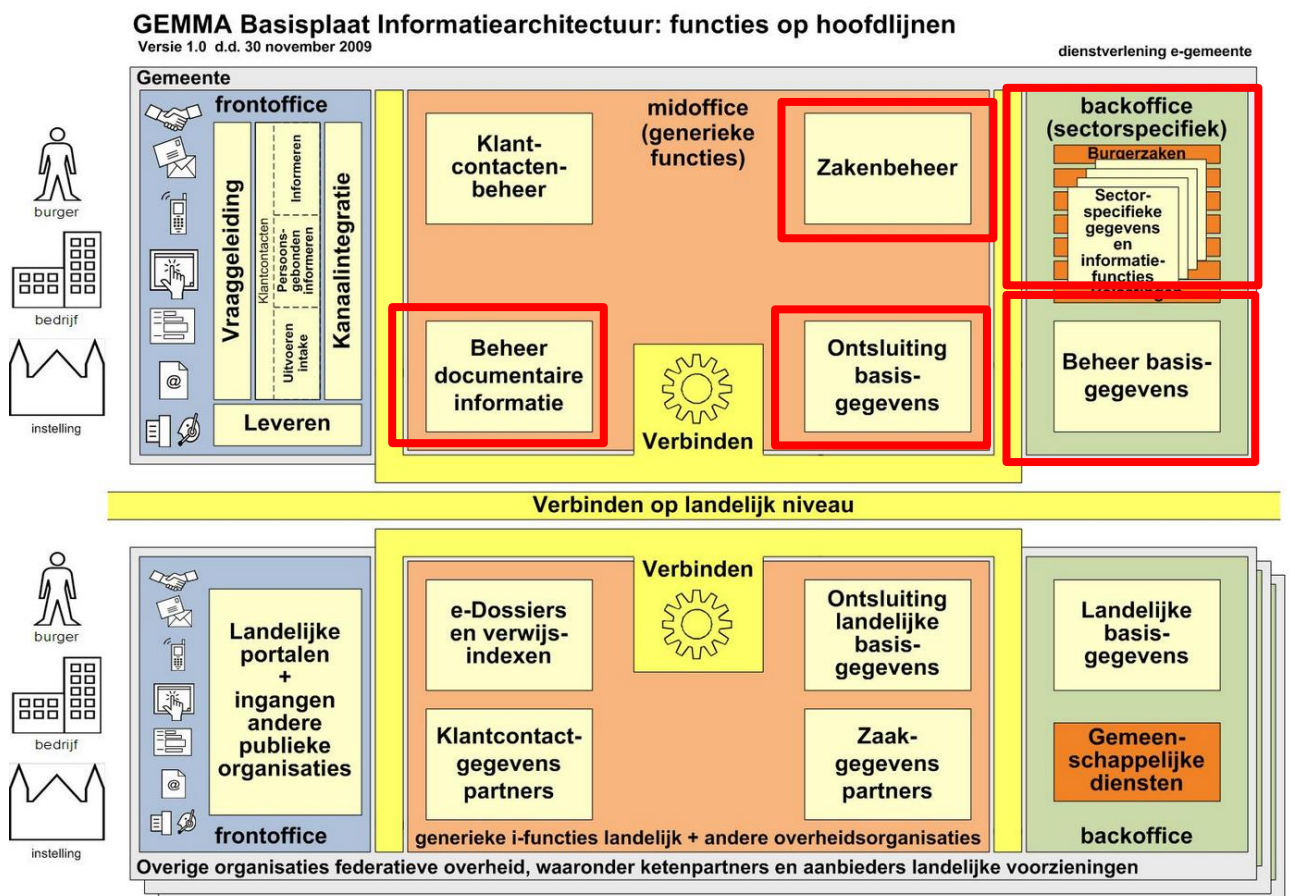 GEMMA Basisplaat Informatiearchitectuur: functies op hoofdlijnen
Versie 1.0 d.d. 30 november 2009
dienstverlening e-gemeente
Gemeente
burger
bedrijf
instelling
frontoffice
Vraaggeleiding
Klantcontacten
Informeren
Persoons-
gebonden
informeren
Uitvoeren
intake
Kanaalintegratie
@
Leveren
midoffice
(generieke
functies)
Klant-
contacten-
beheer
Zakenbeheer
Beheer
documentaire
informatie
Verbinden
Ontsluiting
basis-
gegevens
backoffice
(sectorspecifiek)
Burgerzaken
Sector-
specifieke
gegevens
en
informatie-
functies
Beheer basis-
gegevens
Verbinden op landelijk niveau
burger
bedrijf
instelling
Landelijke
portalen
+
ingangen
andere
publieke
organisaties
@
frontoffice
Verbinden
e-Dossiers
en verwijs-
indexen
Ontsluiting
landelijke
basis-
gegevens
Klantcontact-
gegevens
partners
Zaak-
gegevens
partners
generieke i-functies landelijk + andere overheidsorganisaties
Landelijke
basis-
gegevens
Gemeen-
schappelijke
diensten
backoffice
Overige organisaties federatieve overheid, waaronder ketenpartners en aanbieders landelijke voorzieningen